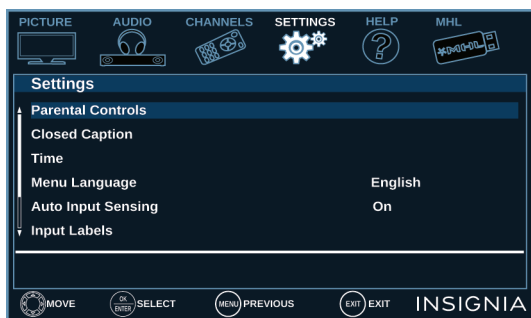 PICTURE AUDIO CHANNELS SETTINGS HELP MHL
MHL
Settings
Parental Controls
Closed Caption
Time
Menu Language English
Auto Input Sensing On
Input Labels
MOVE OK ENTER SELECT MENU PREVIOUS EXIT EXIT INSIGNIA